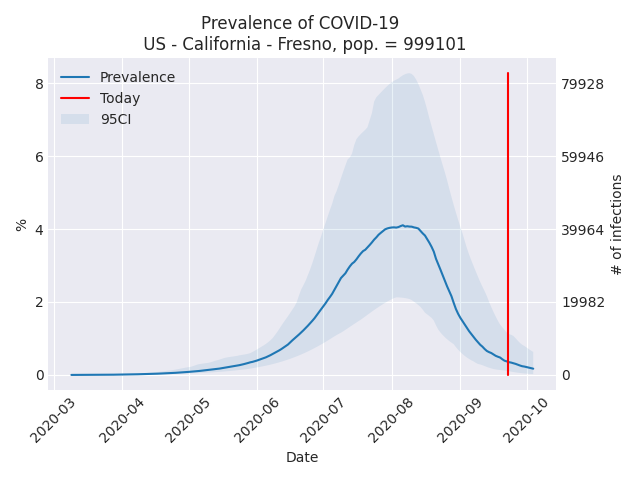 Prevalence of COVID-19
US - California - Fresno, pop. = 999101
Prevalence
Today
95CI
8
6
4
2
0
%
79928
59946
39964
19982
0
# of infections
2020-03
2020-04
2020-05
2020-06
2020-07
2020-08
2020-09
2020-10
Date